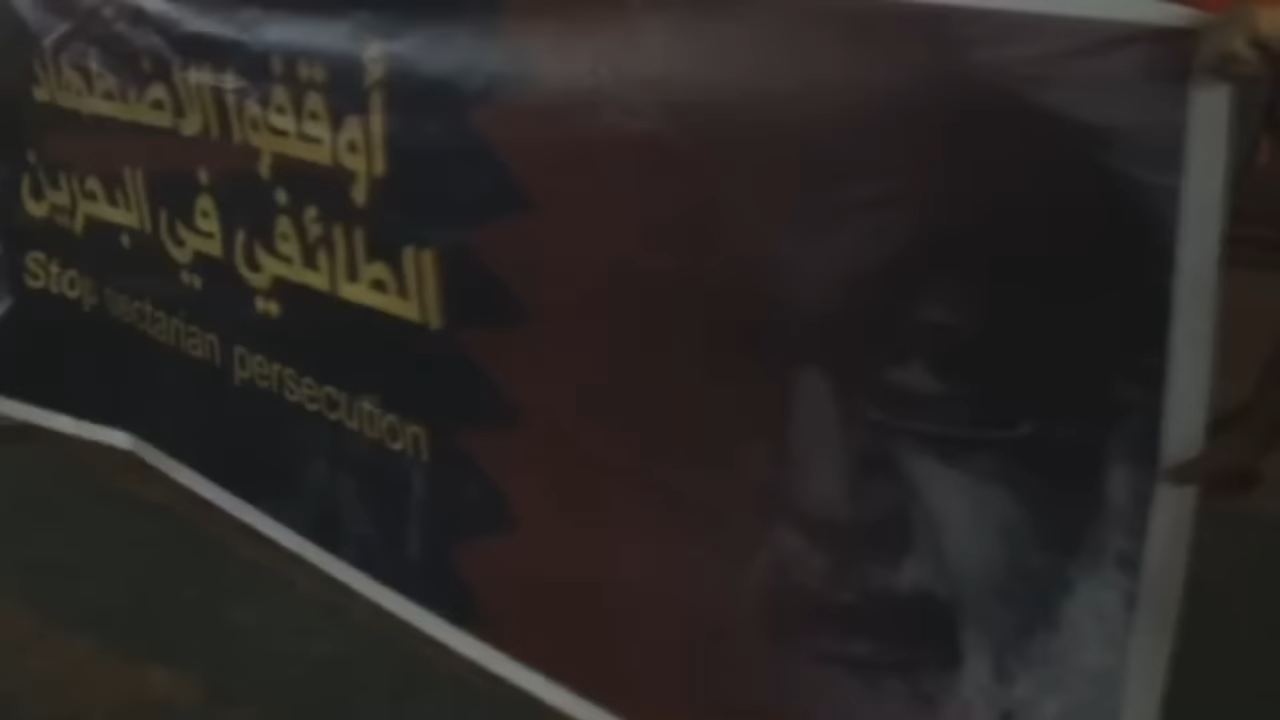 أوقفوا الاضطهاد
الطائفي في البحرين
Stop sectarian persecution